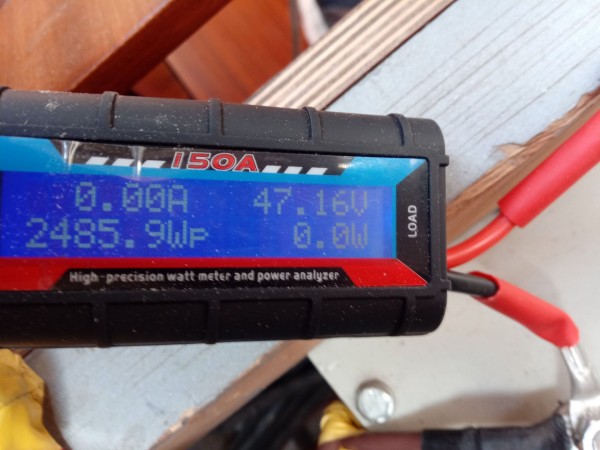 150A
0.00A 47.16V
2485.9Wp 0.0W
LOAD
High-precision watt meter and power analyzer